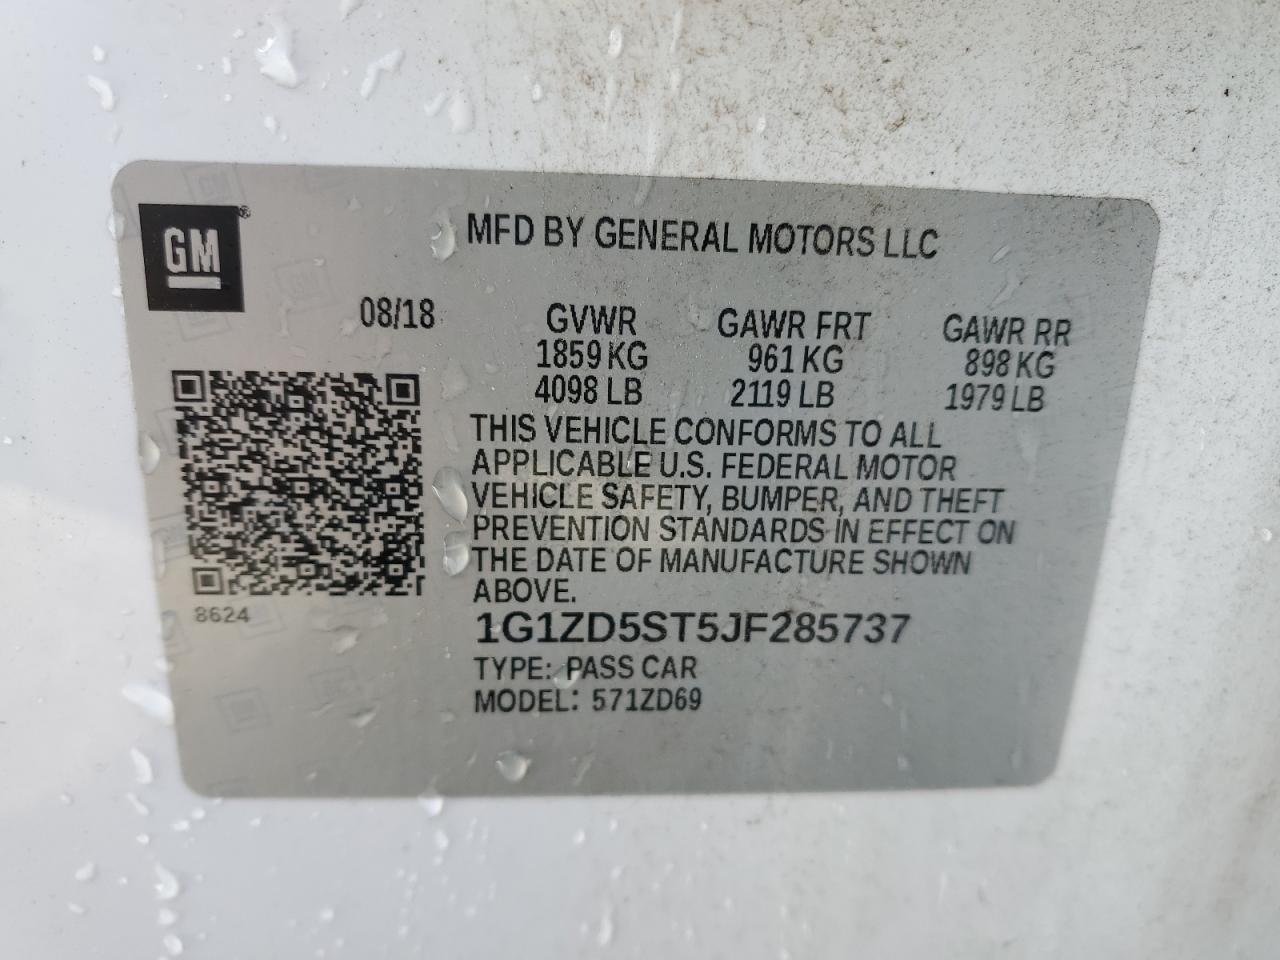 GM®
MFD BY GENERAL MOTORS LLC
08/18
GVWR GAWR FRT GAWR RR
1859 KG 961 KG 898 KG
4098 LB 2119 LB 1979 LB
THIS VEHICLE CONFORMS TO ALL
APPLICABLE U.S. FEDERAL MOTOR
VEHICLE SAFETY, BUMPER, AND THEFT
PREVENTION STANDARDS IN EFFECT ON
THE DATE OF MANUFACTURE SHOWN
ABOVE.
8624
1G1ZD5ST5JF285737
TYPE: PASS CAR
MODEL: 571ZD69